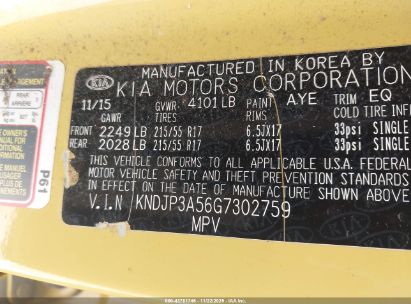 MANUFACTURED IN KOREA BY
KIA KIA MOTORS CORPORATION
11/15 GVWR 4101 LB PAINT AYE TRIM EQ
GAWR TIRES RIMS COLD TIRE INF
FRONT 2249 LB 215/55 R17 6.5JX17 33psi SINGLE
REAR 2028 LB 215/55 R17 6.5JX17 33psi SINGLE
THIS VEHICLE CONFORMS TO ALL APPLICABLE U.S.A. FEDERAL
MOTOR VEHICLE SAFETY, BUMPER, AND THEFT PREVENTION STANDARDS
IN EFFECT ON THE DATE OF MANUFACTURE SHOWN ABOVE
V.I.N KNDJP3A56G7302759
MPV
P61